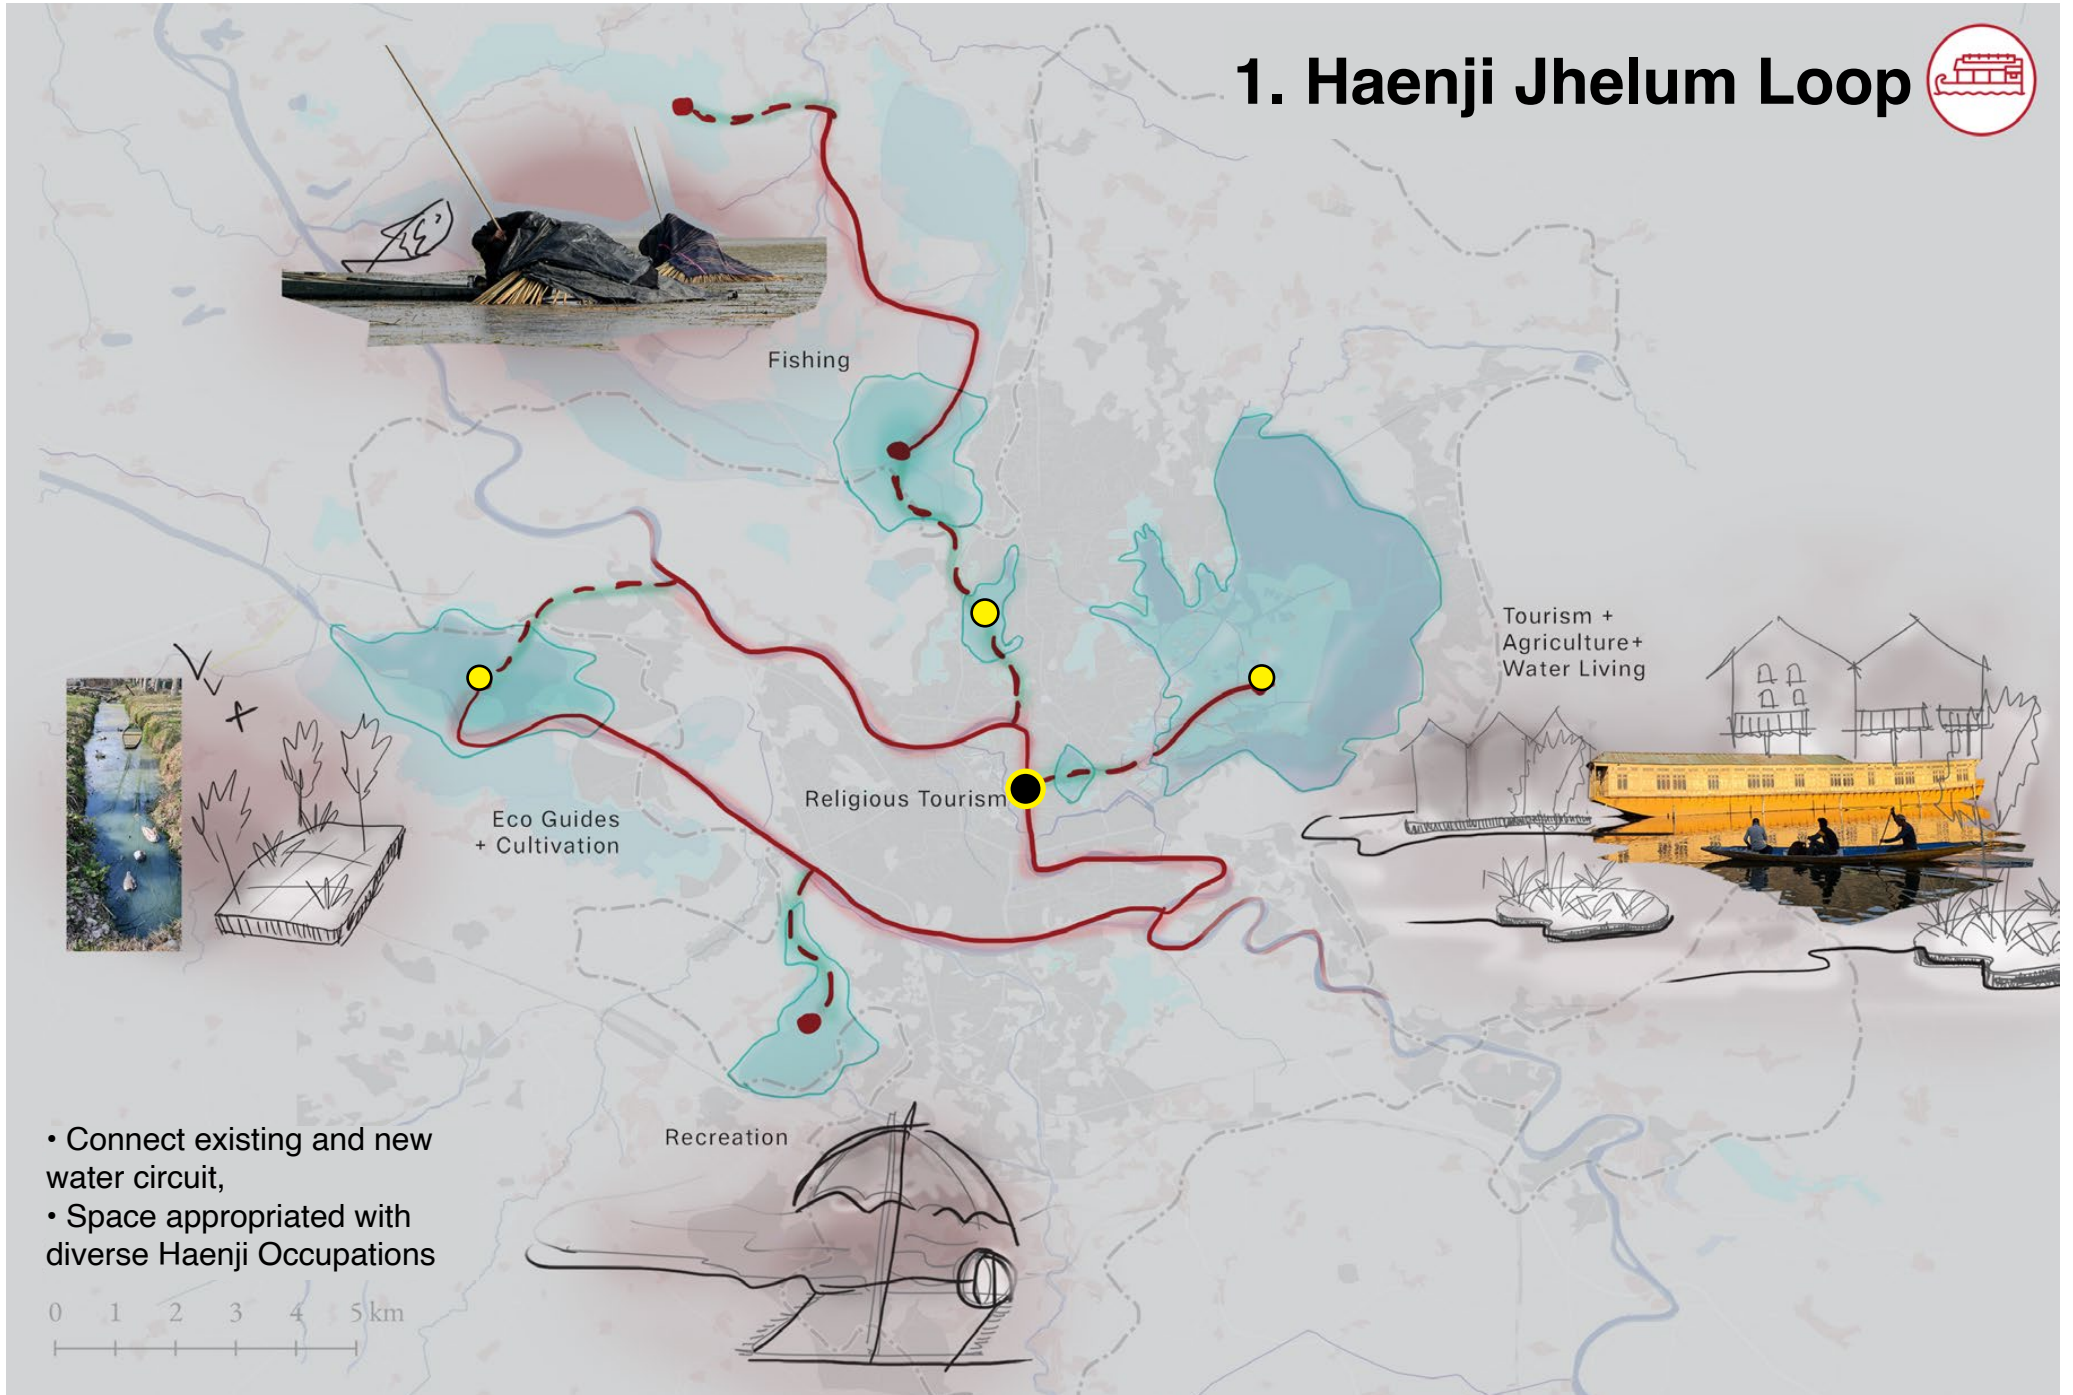 1. Haenji Jhelum Loop
Fishing
Tourism +
Agriculture+
Water Living
Religious Tourism
Eco Guides
+ Cultivation
Recreation
• Connect existing and new
water circuit,
• Space appropriated with
diverse Haenji Occupations
0 1 2 3 4 5 km